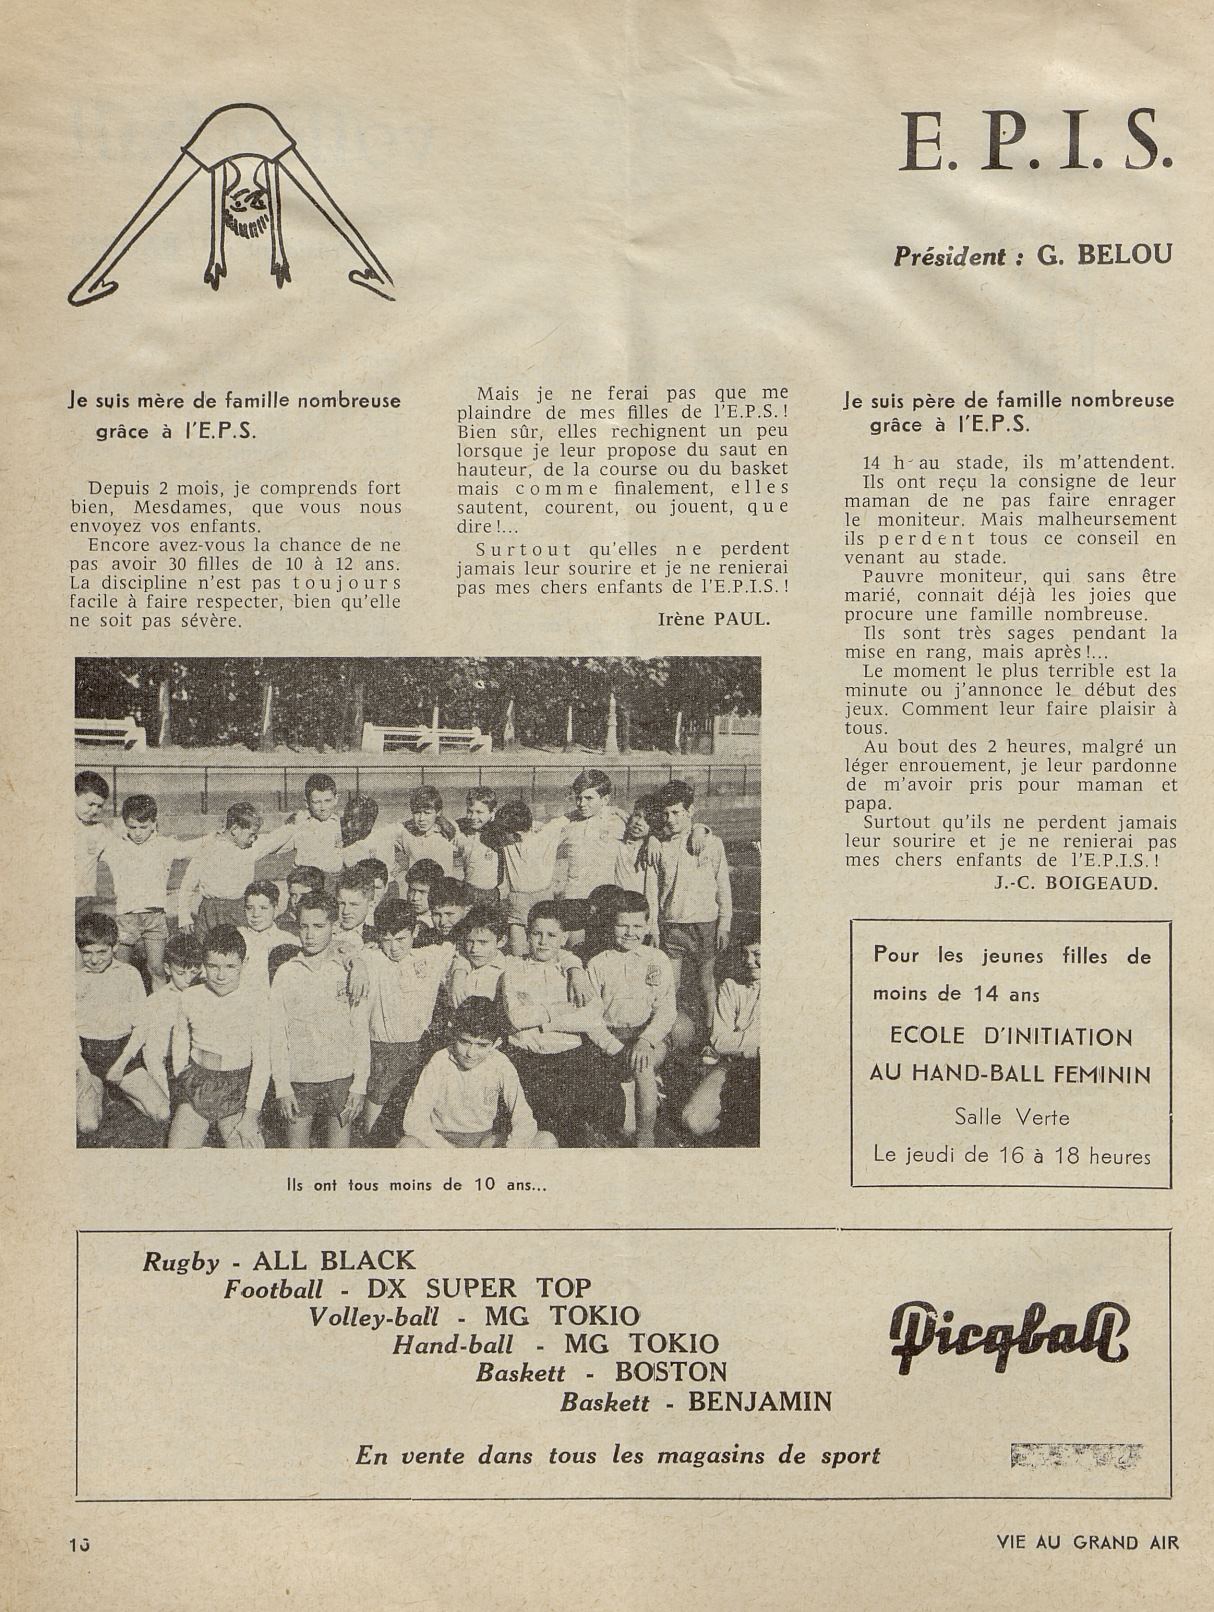 E. P. I. S.
Président : G. BELOU
Je suis mère de famille nombreuse
grâce à l'E.P.S.
Depuis 2 mois, je comprends fort
bien, Mesdames, que vous nous
envoyez vos enfants.
Encore avez-vous la chance de ne
pas avoir 30 filles de 10 à 12 ans.
La discipline n'est pas toujours
facile à faire respecter, bien qu'elle
ne soit pas sévère.
Mais je ne ferai pas que me
plaindre de mes filles de l'E.P.S. !
Bien sûr, elles rechignent un peu
lorsque je leur propose du saut en
hauteur, de la course ou du basket
mais comme finalement, elles
sautent, courent, ou jouent, que
dire !...
Surtout qu'elles ne perdent
jamais leur sourire et je ne renierai
pas mes chers enfants de l'E.P.I.S. !
Irène PAUL.
Je suis père de famille nombreuse
grâce à l'E.P.S.
14 h au stade, ils m'attendent.
Ils ont reçu la consigne de leur
maman de ne pas faire enrager
le moniteur. Mais malheursement
ils perdent tous ce conseil en
venant au stade.
Pauvre moniteur, qui sans être
marié, connait déjà les joies que
procure une famille nombreuse.
Ils sont très sages pendant la
mise en rang, mais après !...
Le moment le plus terrible est la
minute ou j'annonce le début des
jeux. Comment leur faire plaisir à
tous.
Au bout des 2 heures, malgré un
léger enrouement, je leur pardonne
de m'avoir pris pour maman et
papa.
Surtout qu'ils ne perdent jamais
leur sourire et je ne renierai pas
mes chers enfants de l'E.P.I.S. !
J.-C. BOIGEAUD.
Ils ont tous moins de 10 ans...
Pour les jeunes filles de
moins de 14 ans
ECOLE D'INITIATION
AU HAND-BALL FEMININ
Salle Verte
Le jeudi de 16 à 18 heures
Rugby - ALL BLACK
Football - DX SUPER TOP
Volley-ball - MG TOKIO
Hand-ball - MG TOKIO
Baskett - BOSTON
Baskett - BENJAMIN
Picqball
En vente dans tous les magasins de sport
VIE AU GRAND AIR